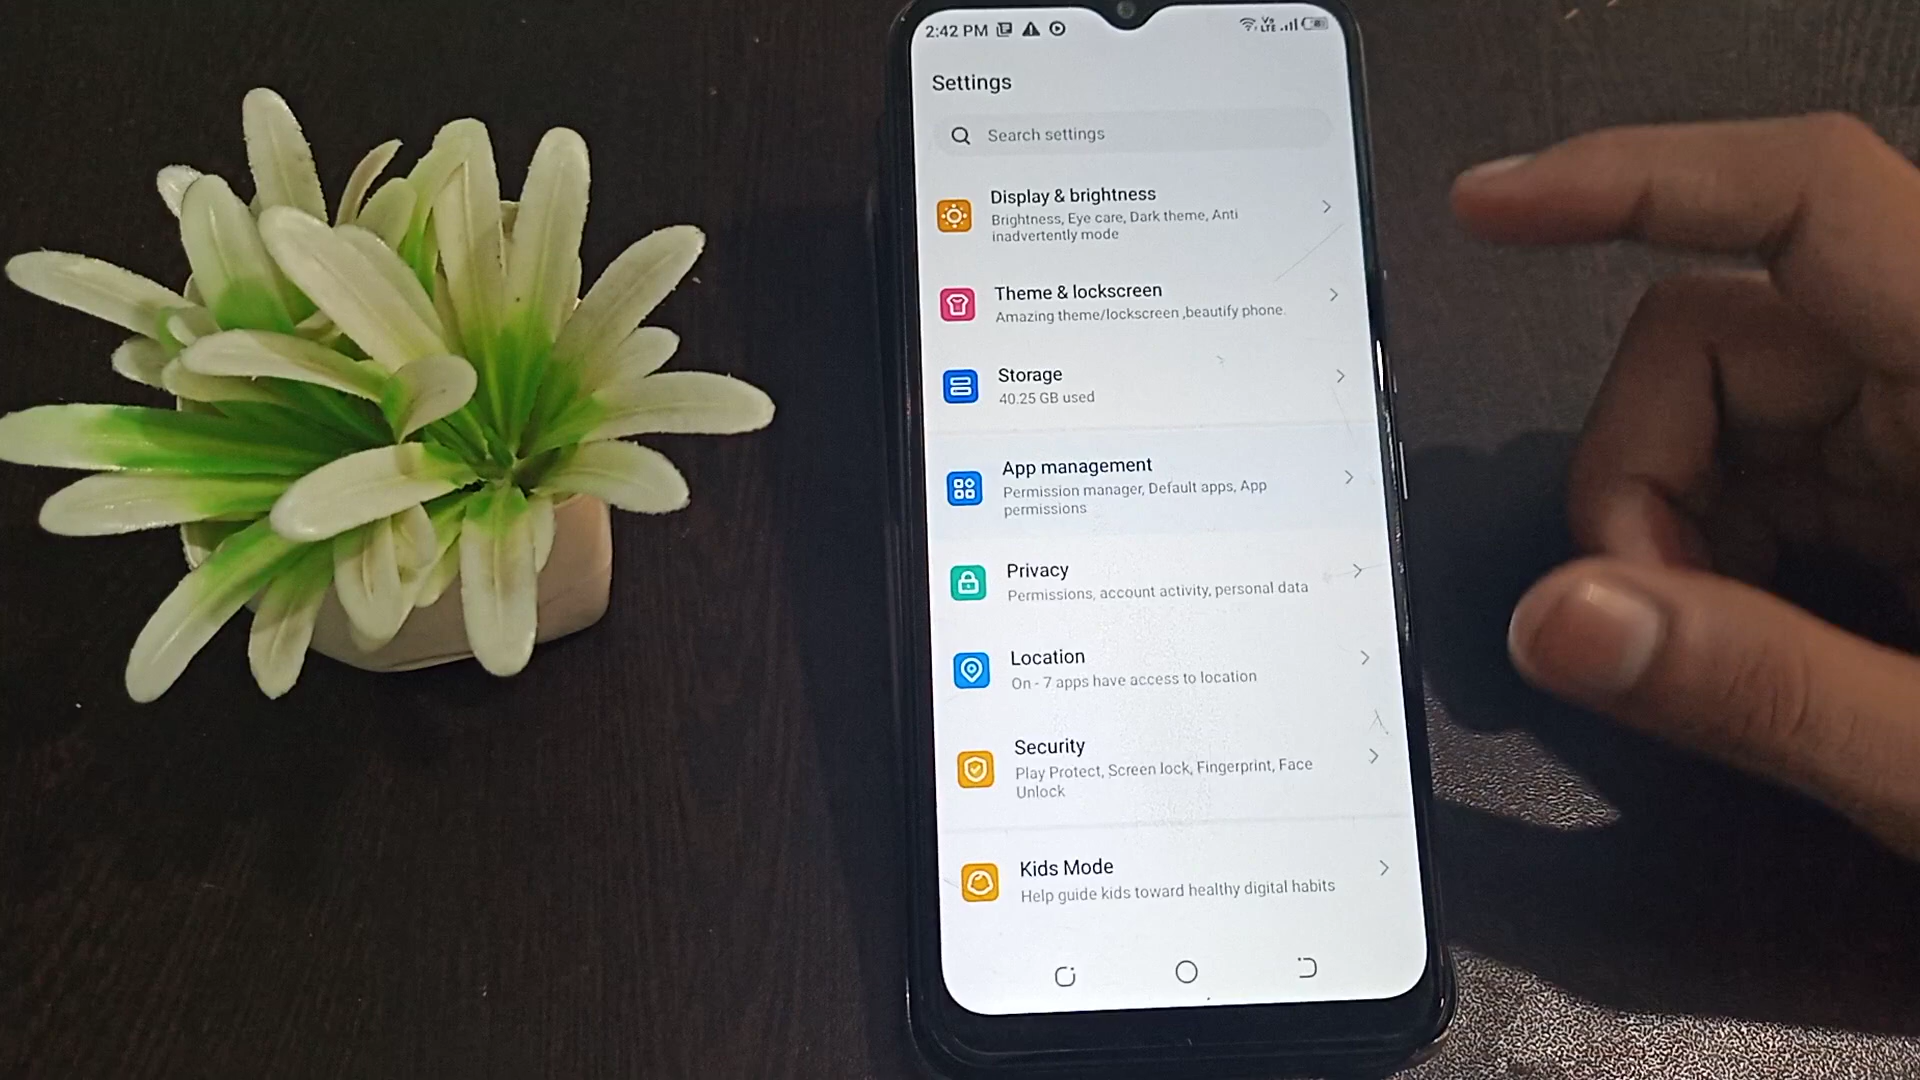 2:42 PM
Vo
LTE
Settings
Search settings
Display & brightness
Brightness, Eye care, Dark theme, Anti
inadvertently mode
Theme & lockscreen
Amazing theme/lockscreen ,beautify phone.
Storage
40.25 GB used
App management
Permission manager, Default apps, App
permissions
Privacy
Permissions, account activity, personal data
Location
On - 7 apps have access to location
Security
Play Protect, Screen lock, Fingerprint, Face
Unlock
Kids Mode
Help guide kids toward healthy digital habits